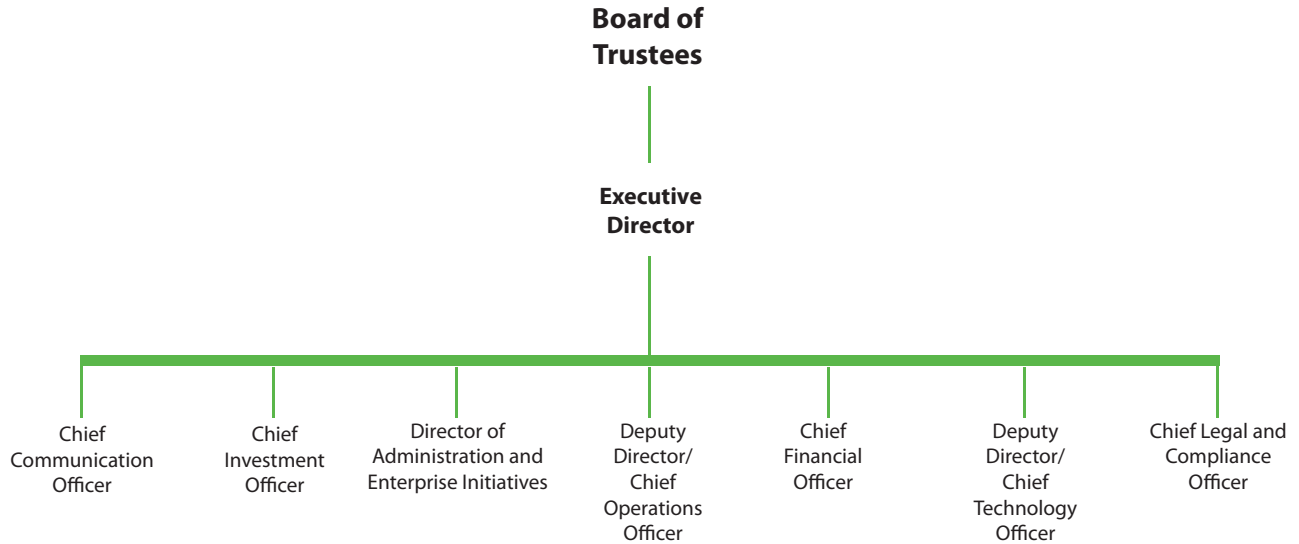 Board of
Trustees
Executive
Director
Chief
Communication
Officer
Chief
Investment
Officer
Director of
Administration and
Enterprise Initiatives
Deputy
Director/
Chief
Operations
Officer
Chief
Financial
Officer
Deputy
Director/
Chief
Technology
Officer
Chief Legal and
Compliance
Officer